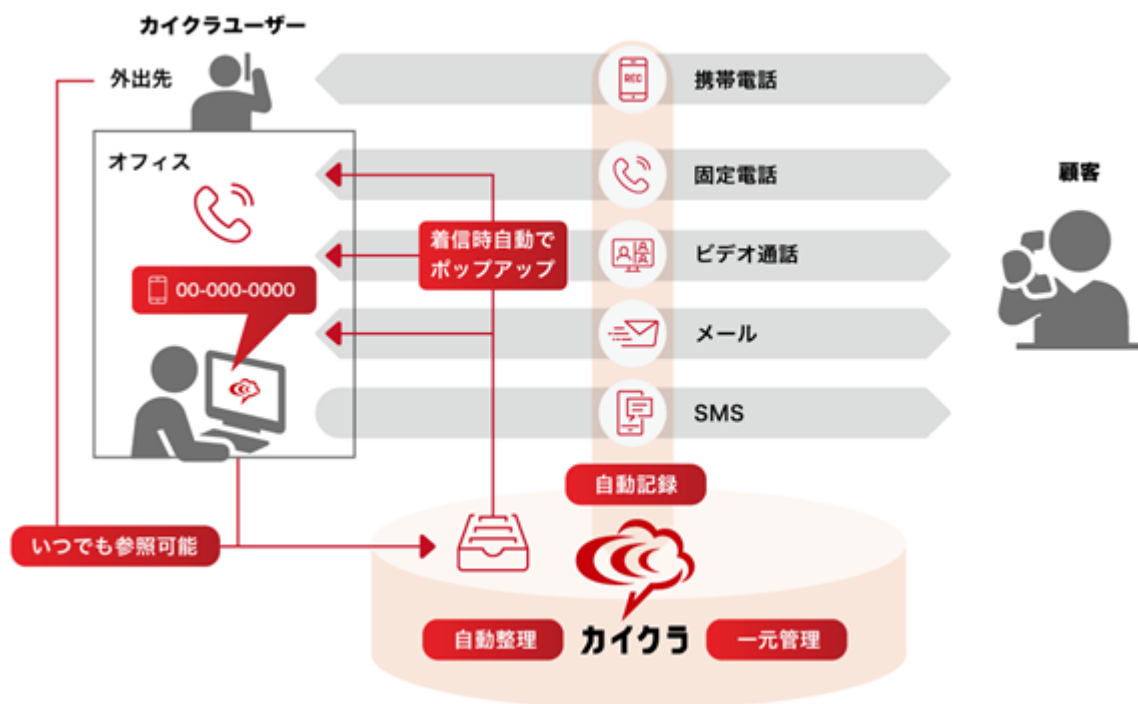 カイクラユーザー
外出先
REC
携帯電話
オフィス
固定電話
顧客
着信時自動で
ポップアップ
ビデオ通話
00-000-0000
メール
SMS
自動記録
いつでも参照可能
自動整理
カイクラ
一元管理